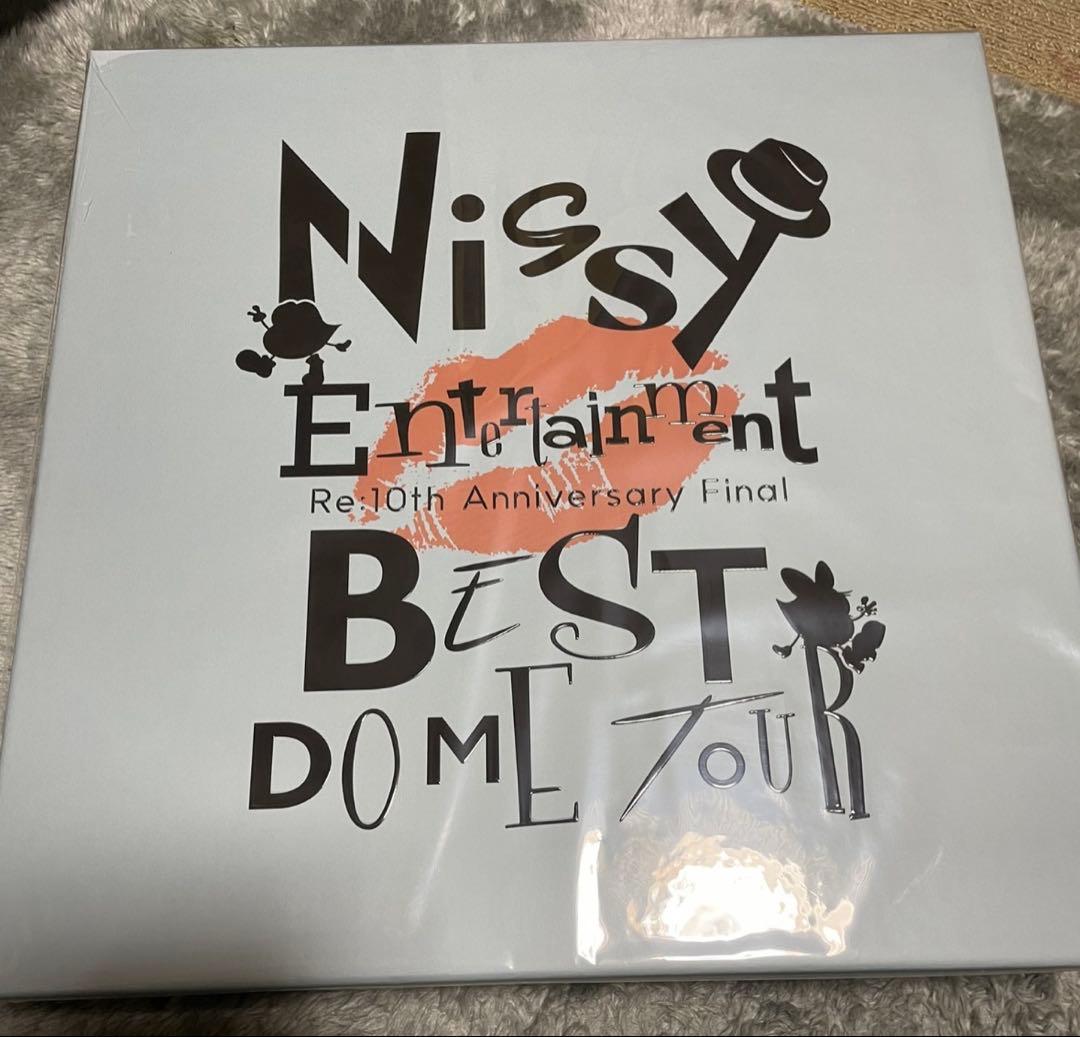 Nissy
Entertainment
Re:10th Anniversary Final
BEST
DOME TOUR